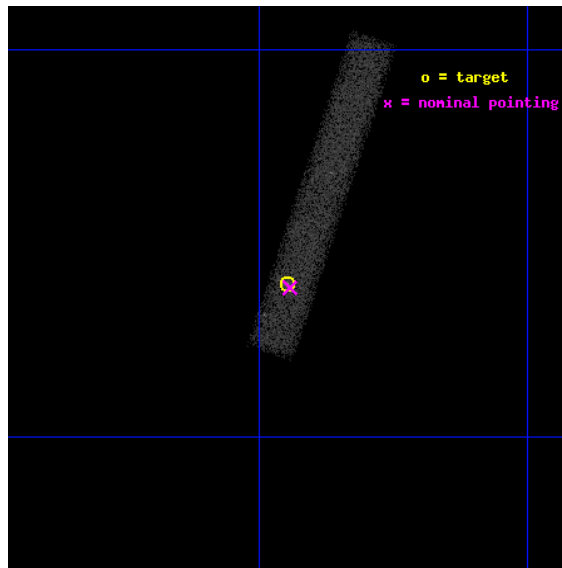 o = target
x = nominal pointing